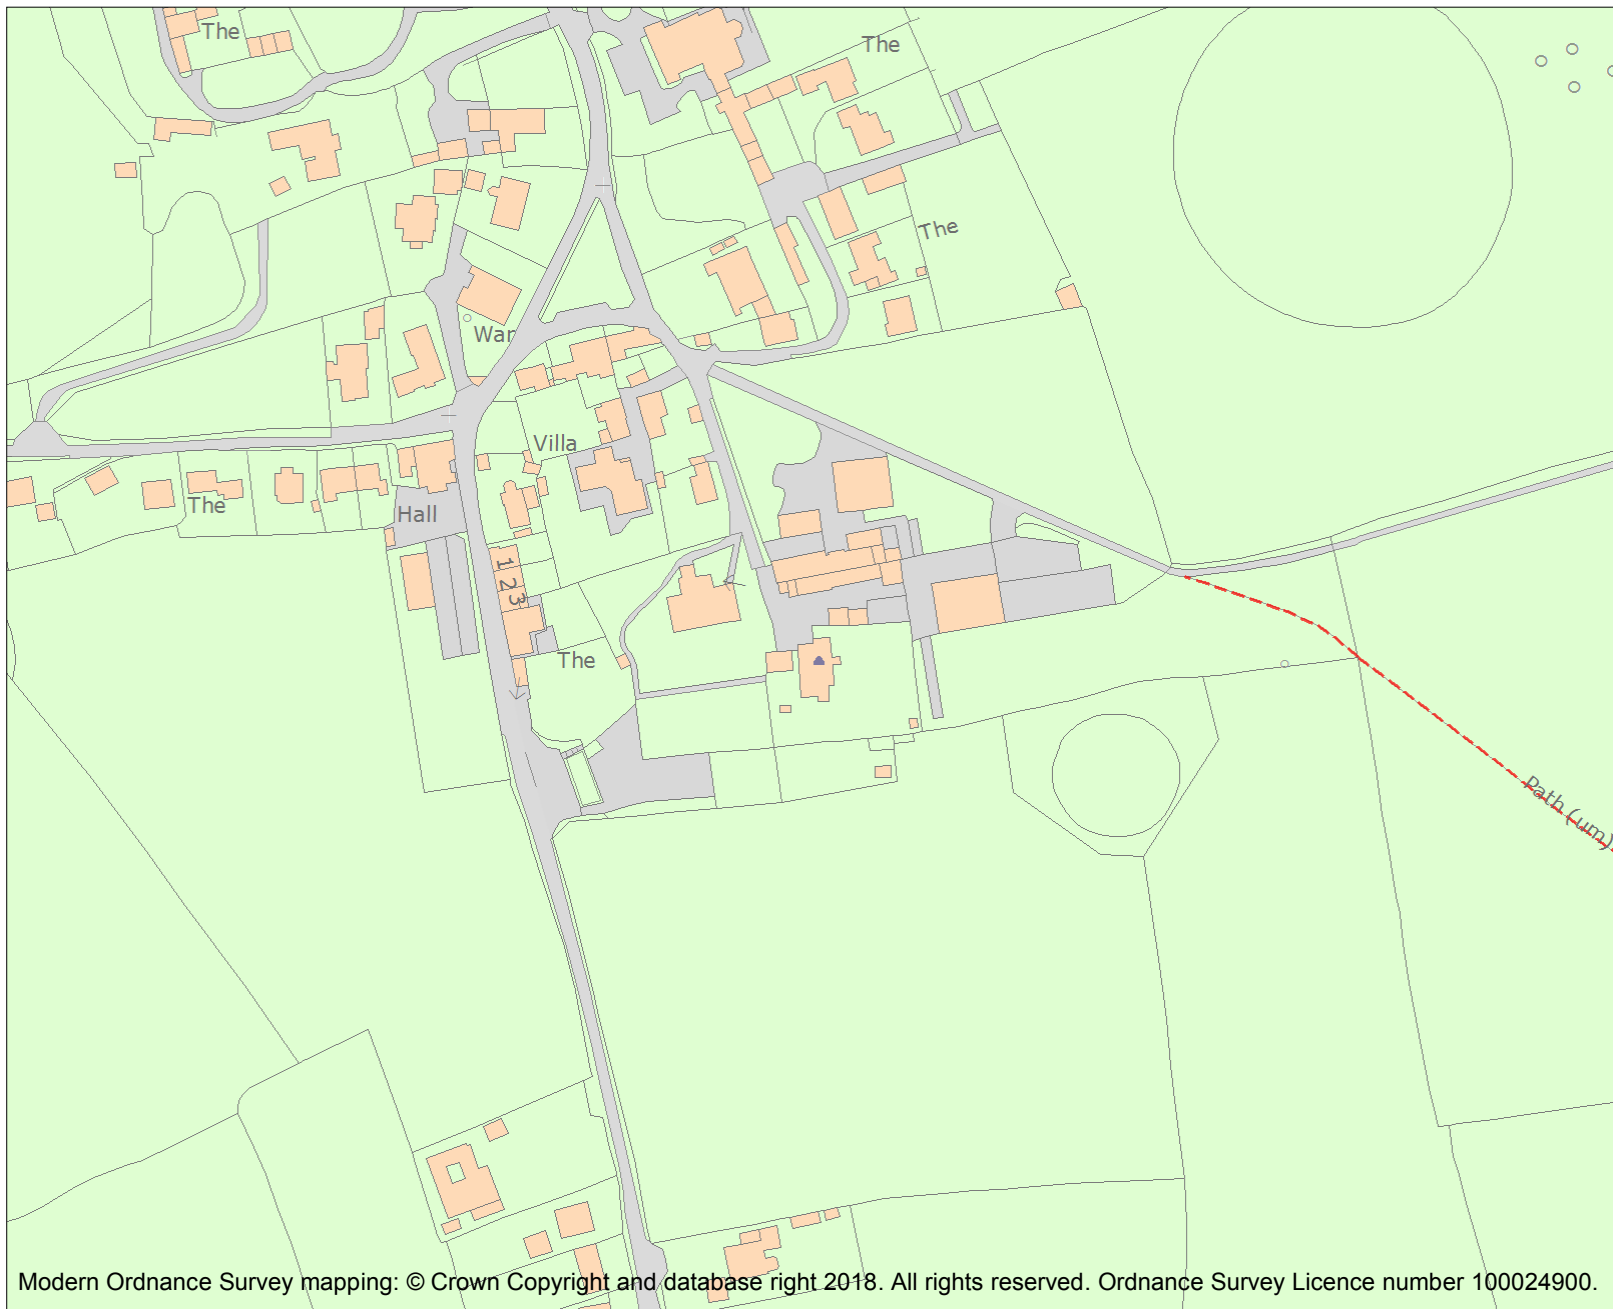 The
The
The
War
Villa
The
Hall
1 2 3
The
Path (um)
Modern Ordnance Survey mapping: © Crown Copyright and database right 2018. All rights reserved. Ordnance Survey Licence number 100024900.